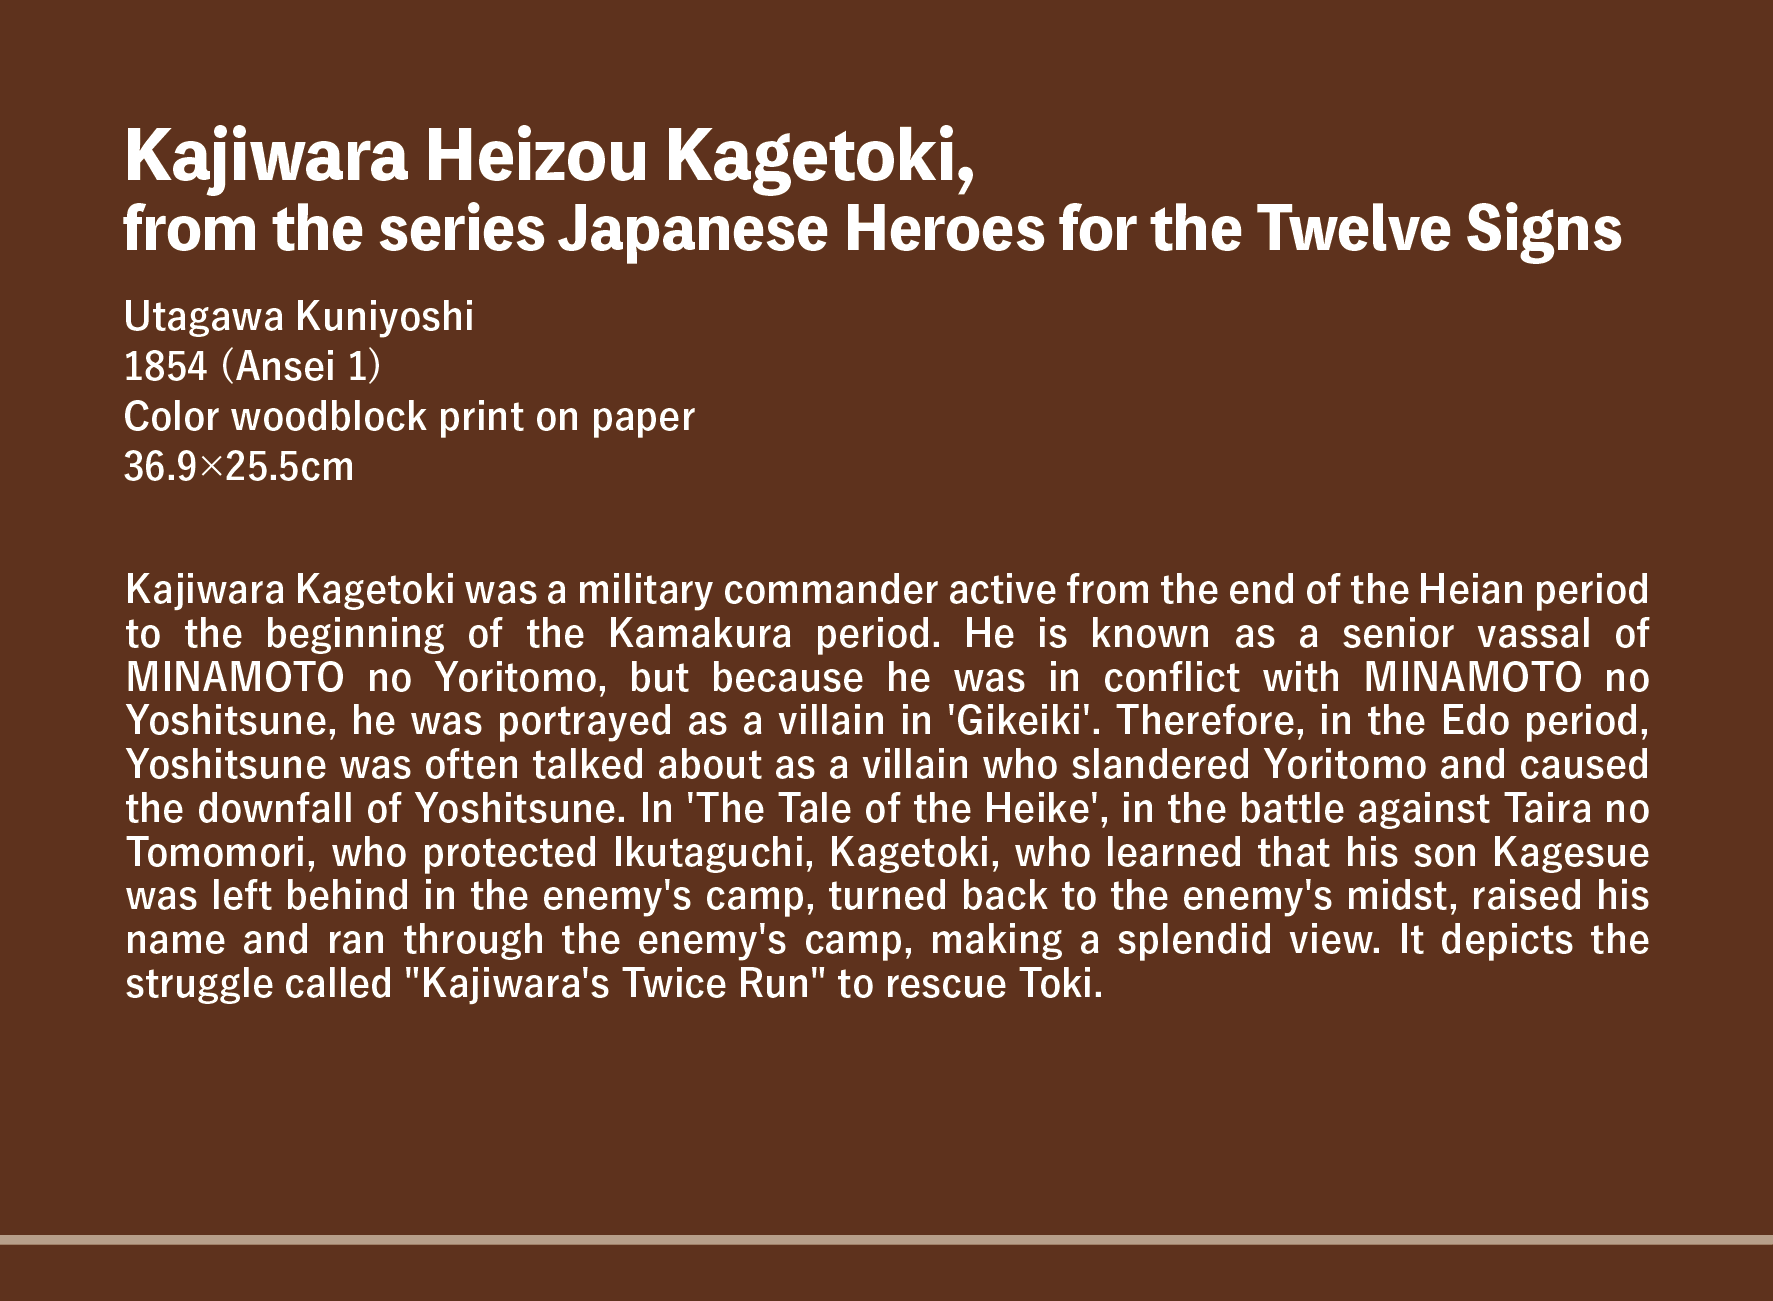 Kajiwara Heizou Kagetoki,
from the series Japanese Heroes for the Twelve Signs
Utagawa Kuniyoshi
1854 (Ansei 1)
Color woodblock print on paper
36.9×25.5cm
Kajiwara Kagetoki was a military commander active from the end of the Heian period
to the beginning of the Kamakura period. He is known as a senior vassal of
MINAMOTO no Yoritomo, but because he was in conflict with MINAMOTO no
Yoshitsune, he was portrayed as a villain in 'Gikeiki'. Therefore, in the Edo period,
Yoshitsune was often talked about as a villain who slandered Yoritomo and caused
the downfall of Yoshitsune. In 'The Tale of the Heike', in the battle against Taira no
Tomomori, who protected Ikutaguchi, Kagetoki, who learned that his son Kagesue
was left behind in the enemy's camp, turned back to the enemy's midst, raised his
name and ran through the enemy's camp, making a splendid view. It depicts the
struggle called "Kajiwara's Twice Run" to rescue Toki.